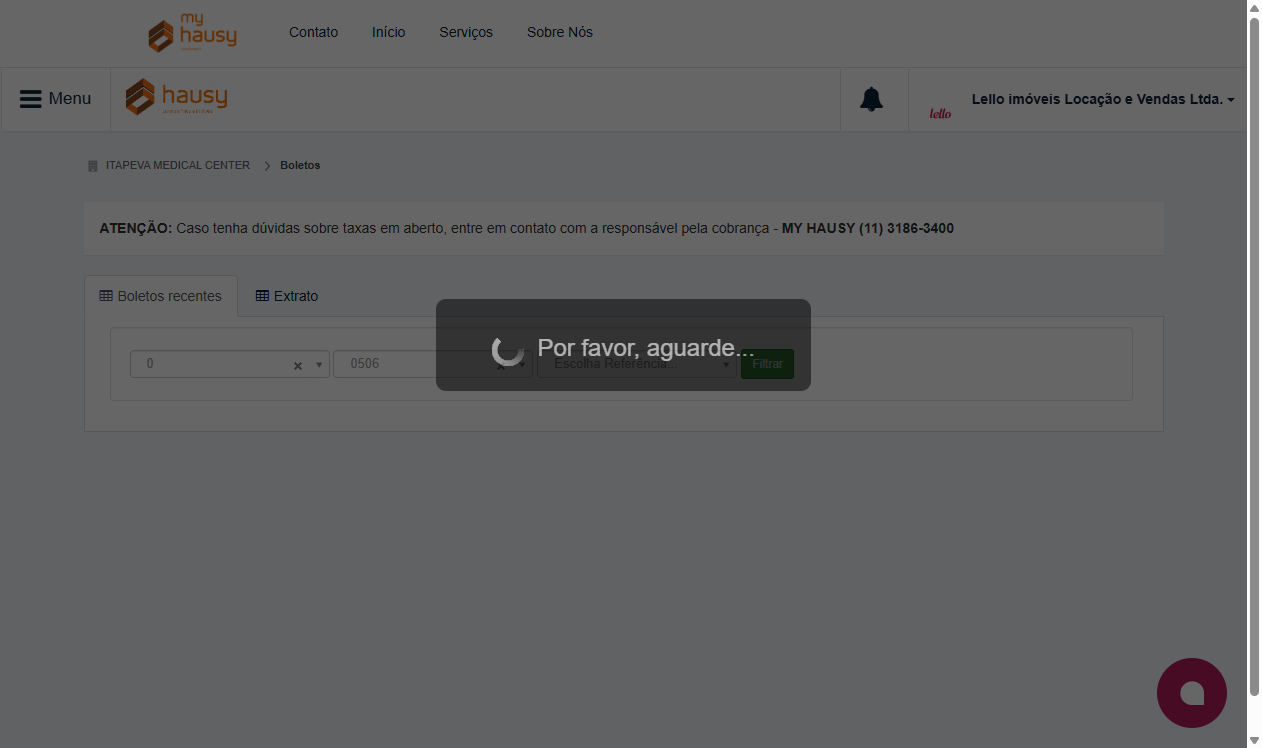 my
hausy
Contato Início Serviços Sobre Nós
Menu
hausy
lello
Lello imóveis Locação e Vendas Ltda.
ITAPEVA MEDICAL CENTER > Boletos
ATENÇÃO: Caso tenha dúvidas sobre taxas em aberto, entre em contato com a responsável pela cobrança - MY HAUSY (11) 3186-3400
Boletos recentes Extrato
Por favor, aguarde...
0 × 0506 × Escolha Referência... Filtrar